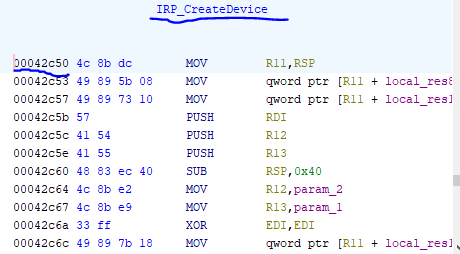 IRP_CreateDevice
00042c50 4c 8b dc MOV R11,RSP
00042c53 49 89 5b 08 MOV qword ptr [R11 + local_res8
00042c57 49 89 73 10 MOV qword ptr [R11 + local_res1
00042c5b 57 PUSH RDI
00042c5c 41 54 PUSH R12
00042c5e 41 55 PUSH R13
00042c60 48 83 ec 40 SUB RSP,0x40
00042c64 4c 8b e2 MOV R12,param_2
00042c67 4c 8b e9 MOV R13,param_1
00042c6a 33 ff XOR EDI,EDI
00042c6c 49 89 7b 18 MOV qword ptr [R11 + local_res1